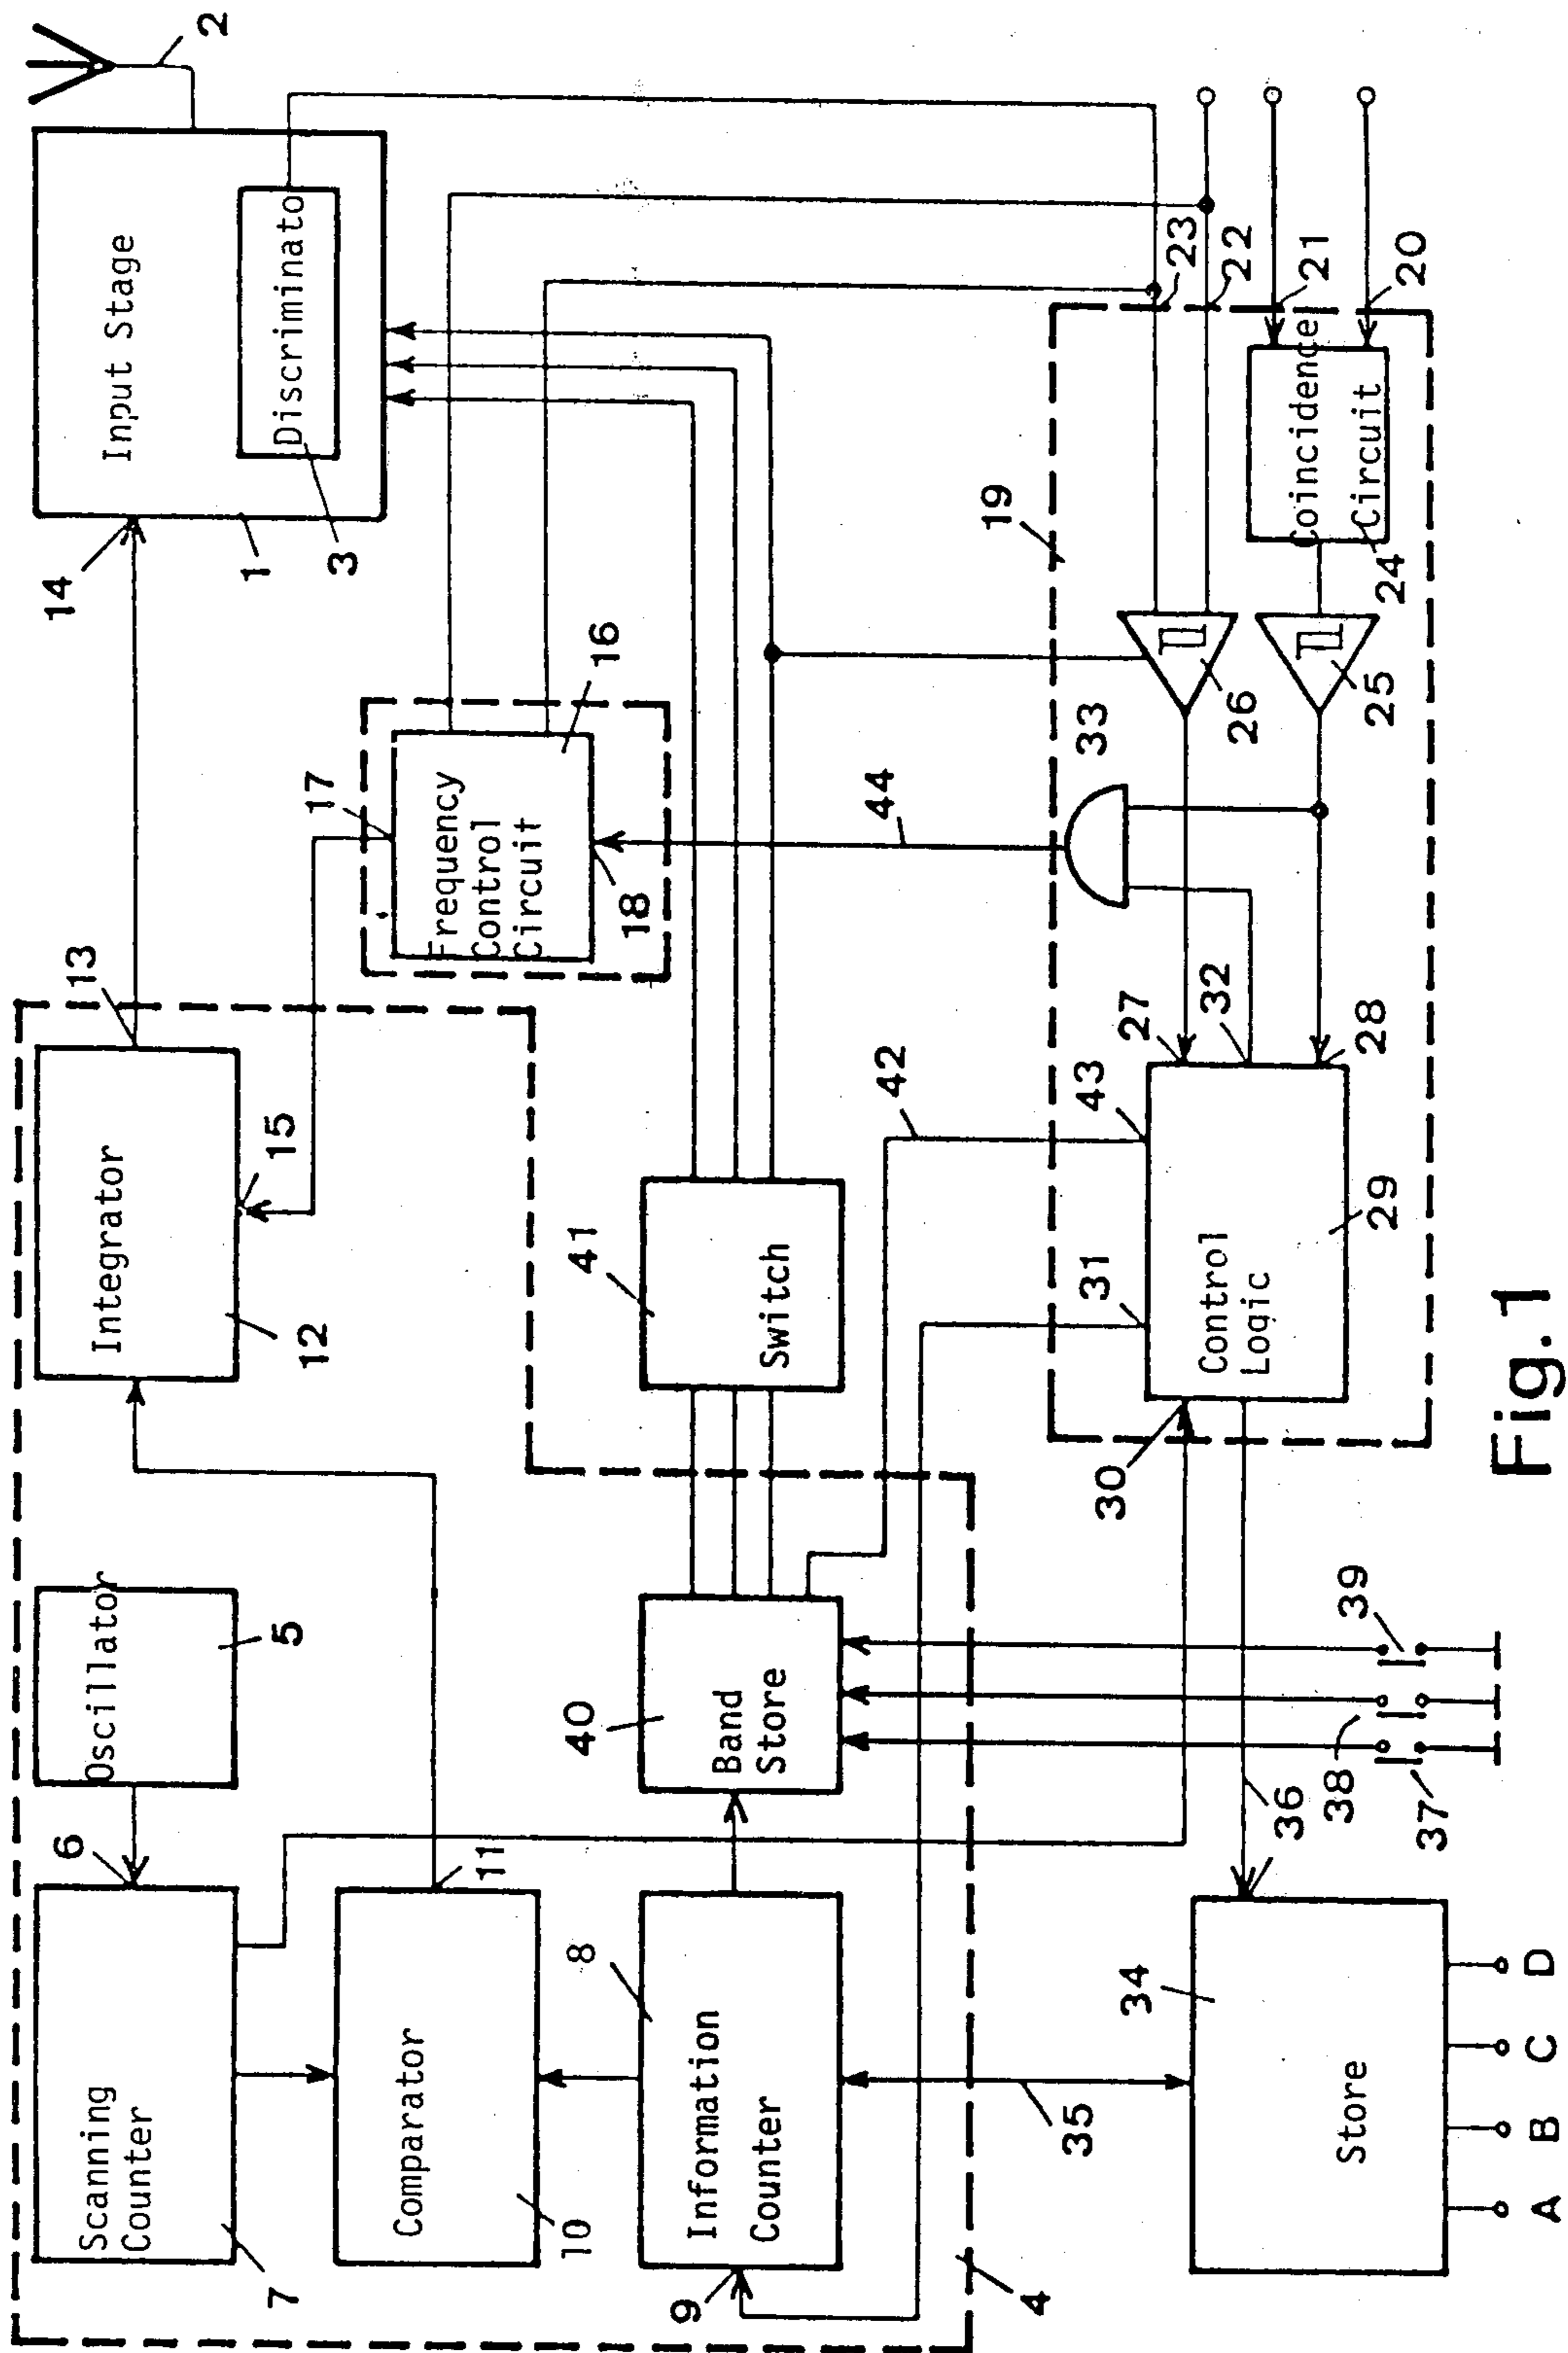 2
Input Stage
Discriminato
14
1
3
13
Integrator
15
12
Oscillator
5
6
Scanning
Counter
7
Comparator
11
10
8
Information
Counter
9
4
17
16
Frequency
Control
Circuit
18
41
Switch
40
Band
Store
42
44
19
33
23
22
21
20
Coincidence
Circuit
24
25
26
27
32
28
43
31
Control
Logic
29
30
36
39
38
37
34
Store
35
A
B
C
D
Fig.1